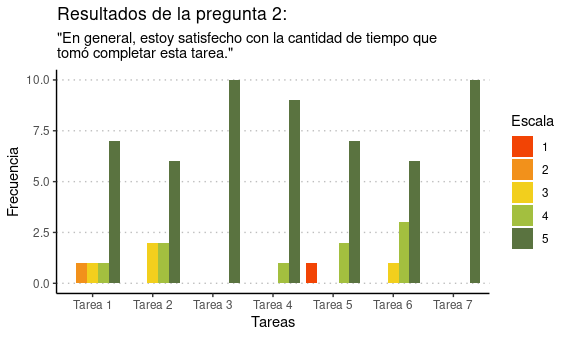 Resultados de la pregunta 2:
"En general, estoy satisfecho con la cantidad de tiempo que
tomó completar esta tarea."
Frecuencia
10.0
7.5
5.0
2.5
0.0
Tarea 1 Tarea 2 Tarea 3 Tarea 4 Tarea 5 Tarea 6 Tarea 7
Tareas
Escala
1
2
3
4
5